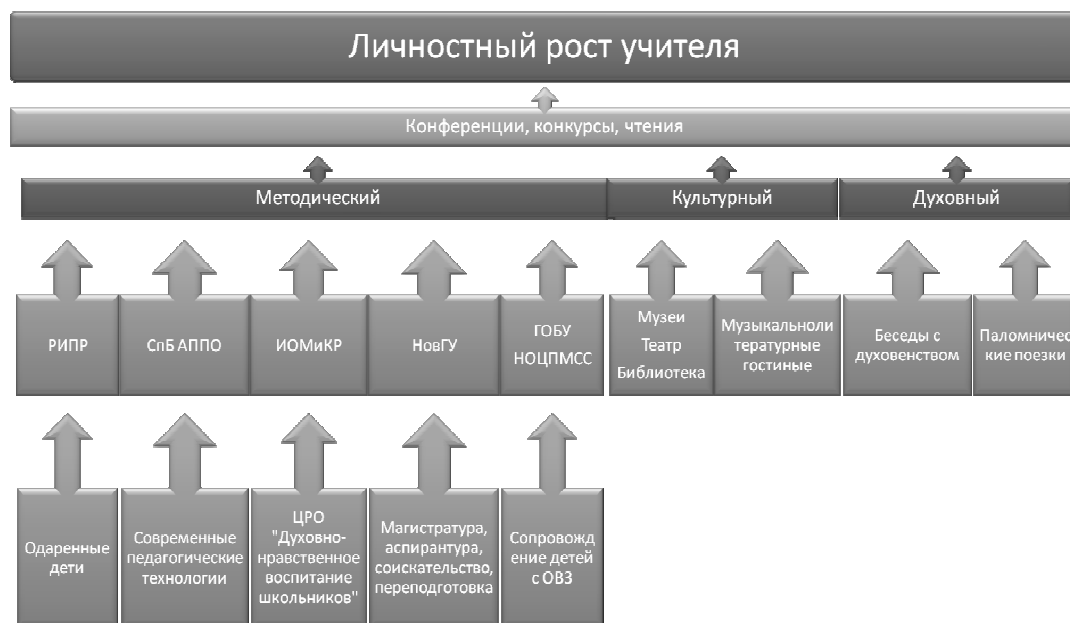 Личностный рост учителя
Конференции, конкурсы, чтения
Методический
Культурный
Духовный
РИПР
СпБ АППО
ИОМиКР
НовГУ
ГОБУ
НОЦПМСС
Музеи
Театр
Библиотека
Музыкальноли
тературные
гостиные
Беседы с
духовенством
Паломничес
кие поезки
Одаренные
дети
Современные
педагогические
технологии
ЦРО
"Духовно-
нравственное
воспитание
школьников"
Магистратура,
аспирантура,
соискательство,
переподготовка
Сопровожд
ение детей
с ОВЗ